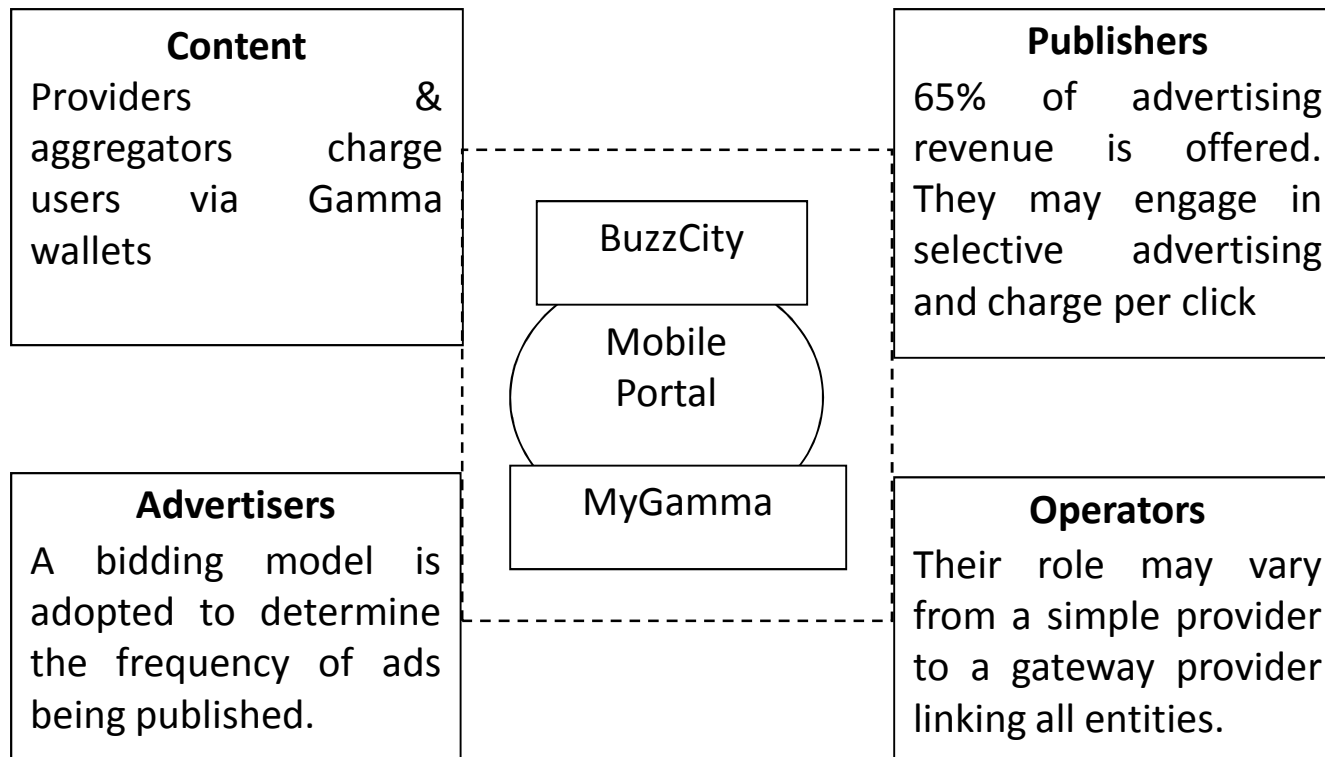 Content
Providers &
aggregators charge
users via Gamma
wallets
Publishers
65% of advertising
revenue is offered.
They may engage in
selective advertising
and charge per click
BuzzCity
Mobile
Portal
MyGamma
Advertisers
A bidding model is
adopted to determine
the frequency of ads
being published.
Operators
Their role may vary
from a simple provider
to a gateway provider
linking all entities.